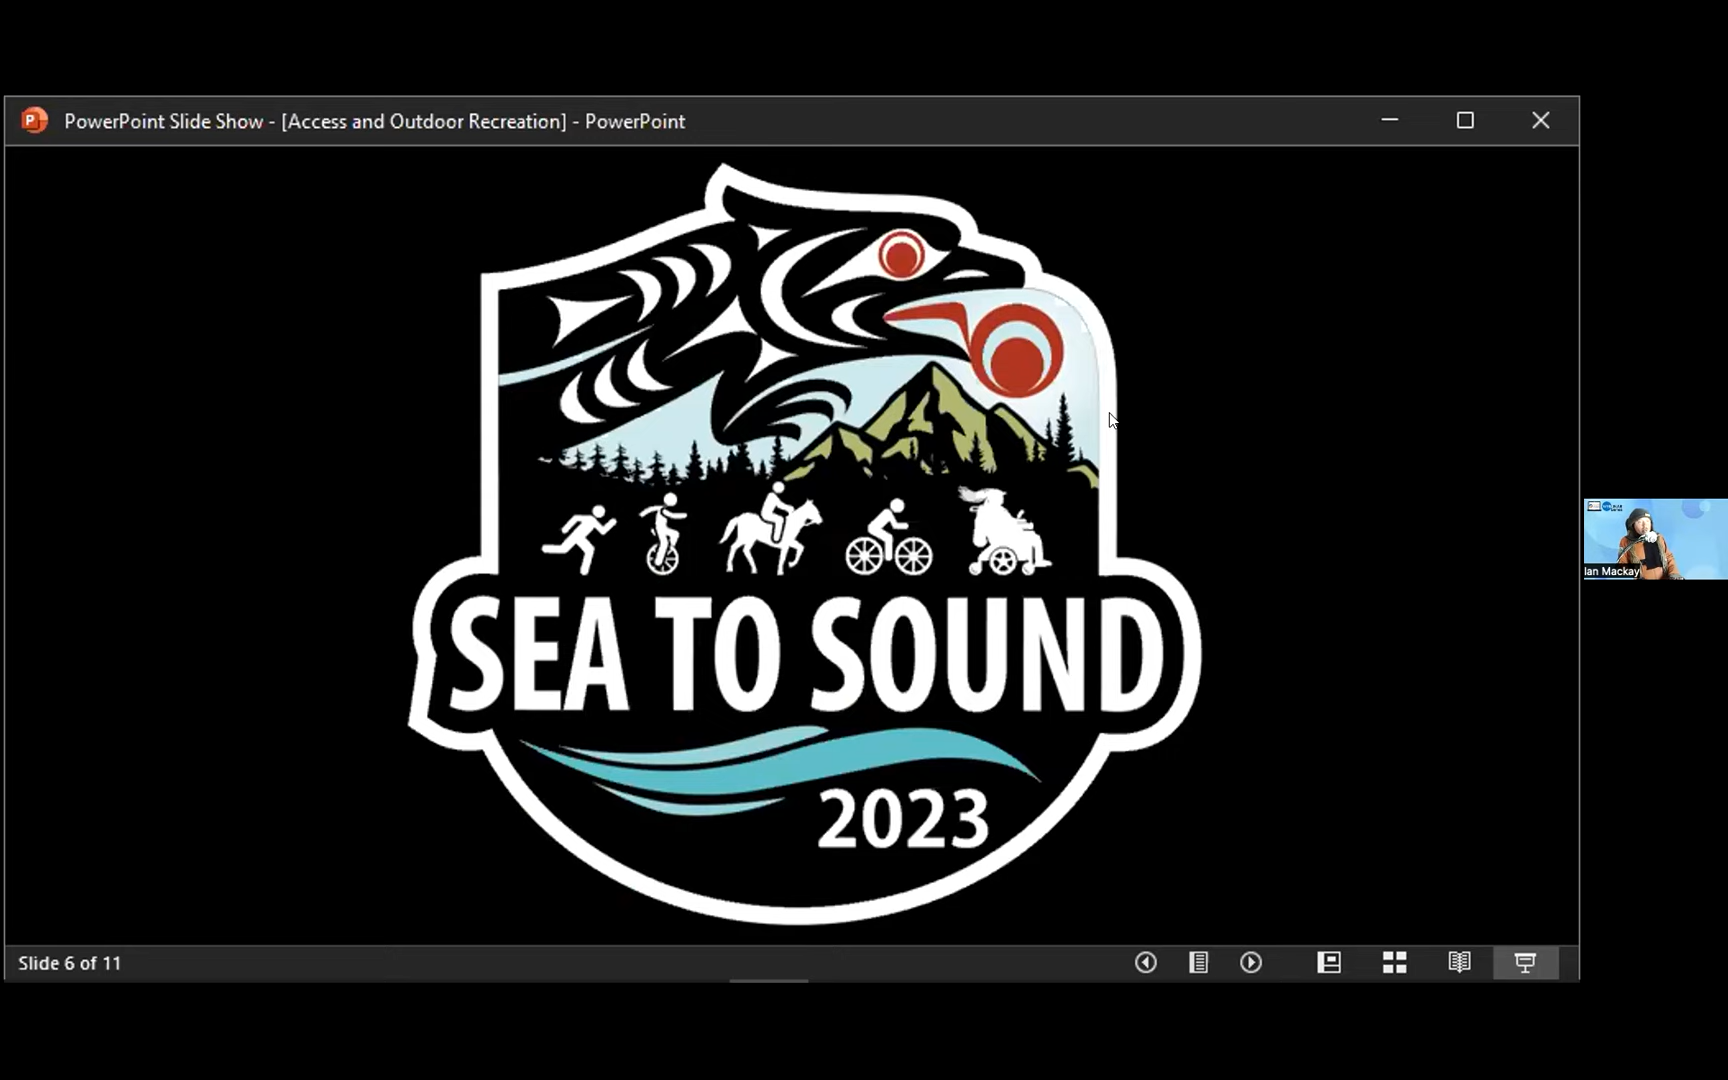 PowerPoint Slide Show - [Access and Outdoor Recreation] - PowerPoint
SEA TO SOUND
2023
Ian Mackay
Slide 6 of 11